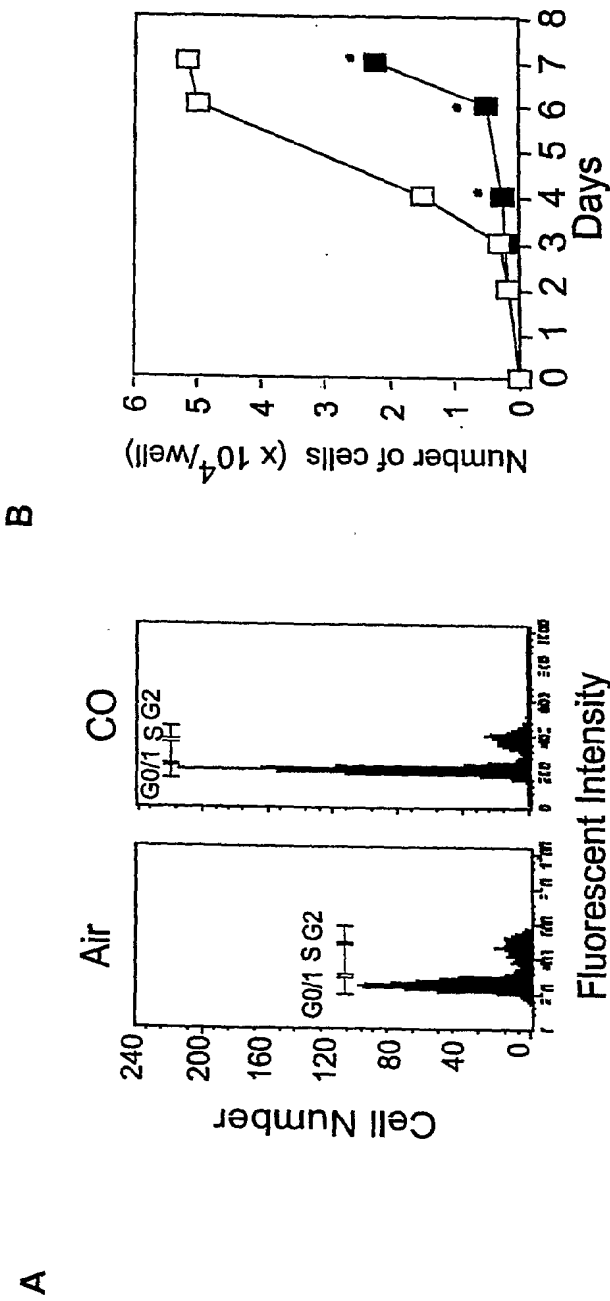 A
Air
CO
G0/1 S G2
G0/1 S G2
240
200
160
120
80
40
0
Cell Number
Fluorescent Intensity
B
6
5
4
3
2
1
0
Number of cells (x 10⁴/well)
0 1 2 3 4 5 6 7 8
Days
* * *